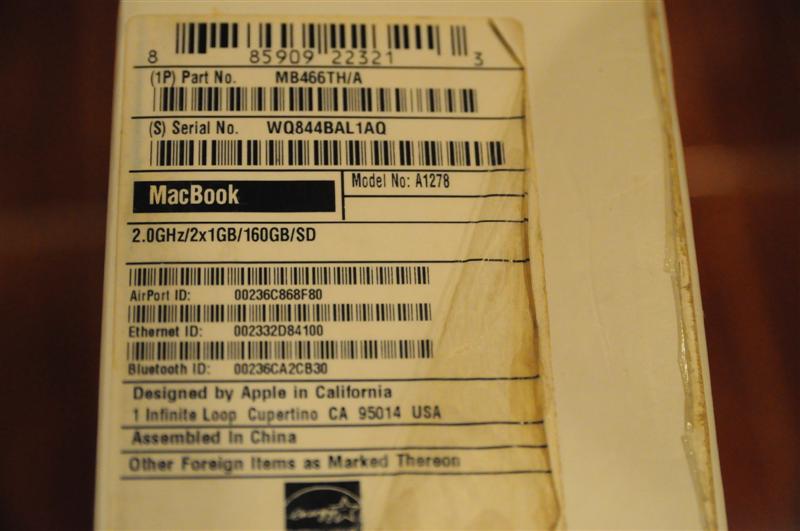 8 85909 22321 3
(1P) Part No. MB466TH/A
(S) Serial No. WQ844BAL1AQ
MacBook
Model No: A1278
2.0GHz/2x1GB/160GB/SD
AirPort ID: 00236C868F80
Ethernet ID: 002332D84100
Bluetooth ID: 00236CA2CB30
Designed by Apple in California
1 Infinite Loop Cupertino CA 95014 USA
Assembled In China
Other Foreign Items as Marked Thereon